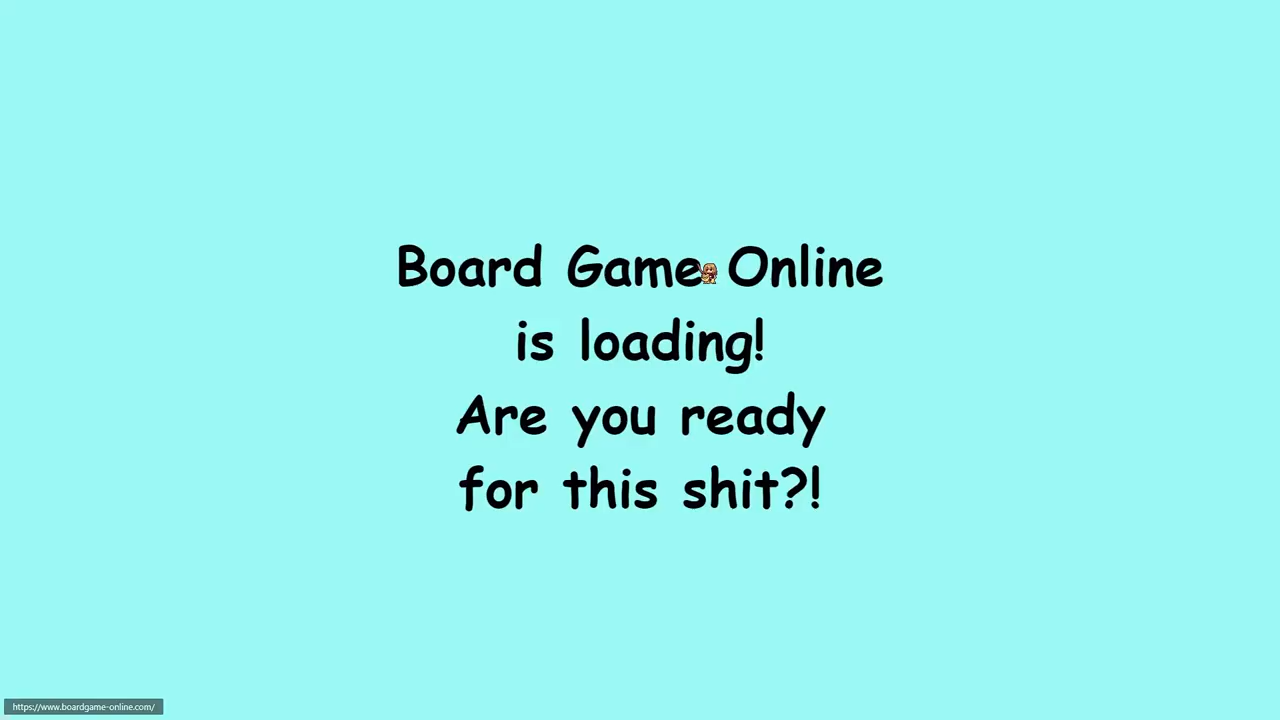 Board Game Online
is loading!
Are you ready
for this shit?!
https://www.boardgame-online.com/